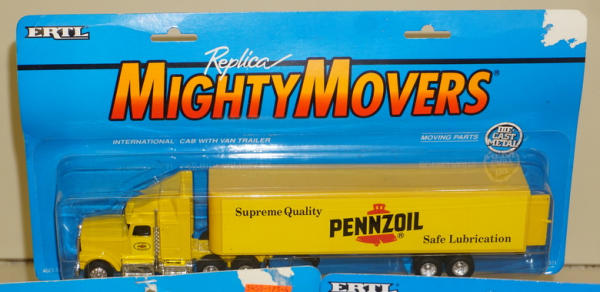 ERTL
Replica
MIGHTY MOVERS®
INTERNATIONAL CAB WITH VAN TRAILER
MOVING PARTS
DIE CAST METAL
Supreme Quality
PENNZOIL®
Safe Lubrication
ERTL